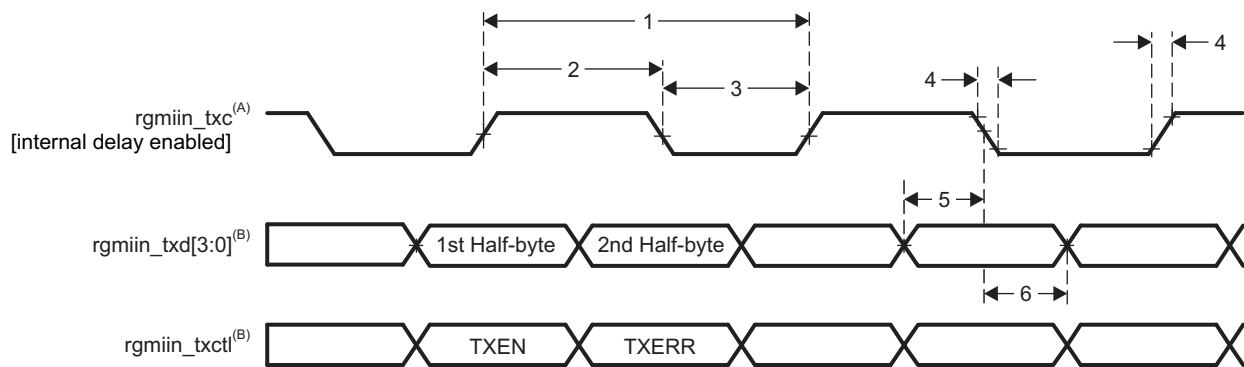 1
2
3
4
4
rgmiin_txc(A)
[internal delay enabled]
5
rgmiin_txd[3:0](B)
1st Half-byte
2nd Half-byte
6
rgmiin_txctl(B)
TXEN
TXERR